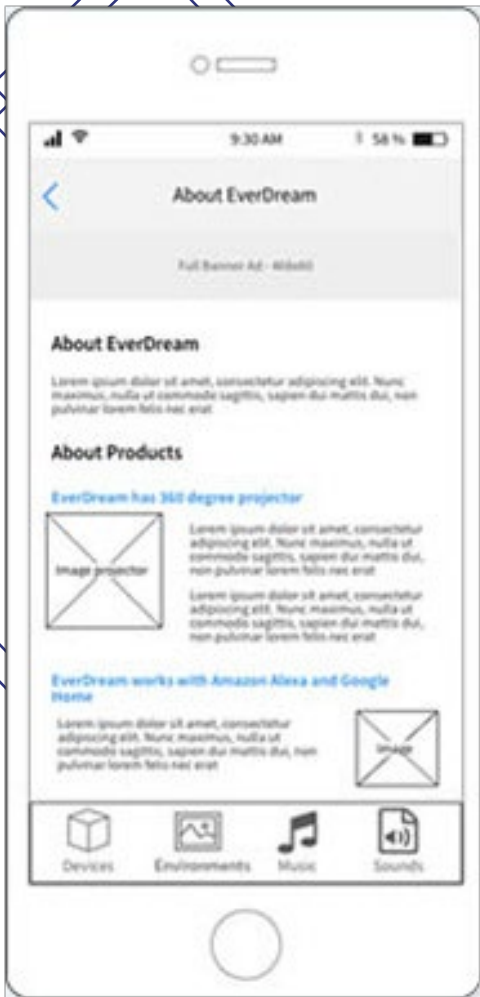 9:30 AM
58 %
About EverDream
Full Banner Ad - 468x60
About EverDream
Lorem ipsum dolor sit amet, consectetur adipiscing elit. Nunc
maximus, nulla ut commodo sagittis, sapien dui mattis dui, non
pulvinar lorem felis nec erat
About Products
EverDream has 360 degree projector
Image projector
Lorem ipsum dolor sit amet, consectetur
adipiscing elit. Nunc maximus, nulla ut
commodo sagittis, sapien dui mattis dui,
non pulvinar lorem felis nec erat
Lorem ipsum dolor sit amet, consectetur
adipiscing elit. Nunc maximus, nulla ut
commodo sagittis, sapien dui mattis dui,
non pulvinar lorem felis nec erat
EverDream works with Amazon Alexa and Google
Home
Lorem ipsum dolor sit amet, consectetur
adipiscing elit. Nunc maximus, nulla ut
commodo sagittis, sapien dui mattis dui, non
pulvinar lorem felis nec erat
Image
Devices
Environments
Music
Sounds